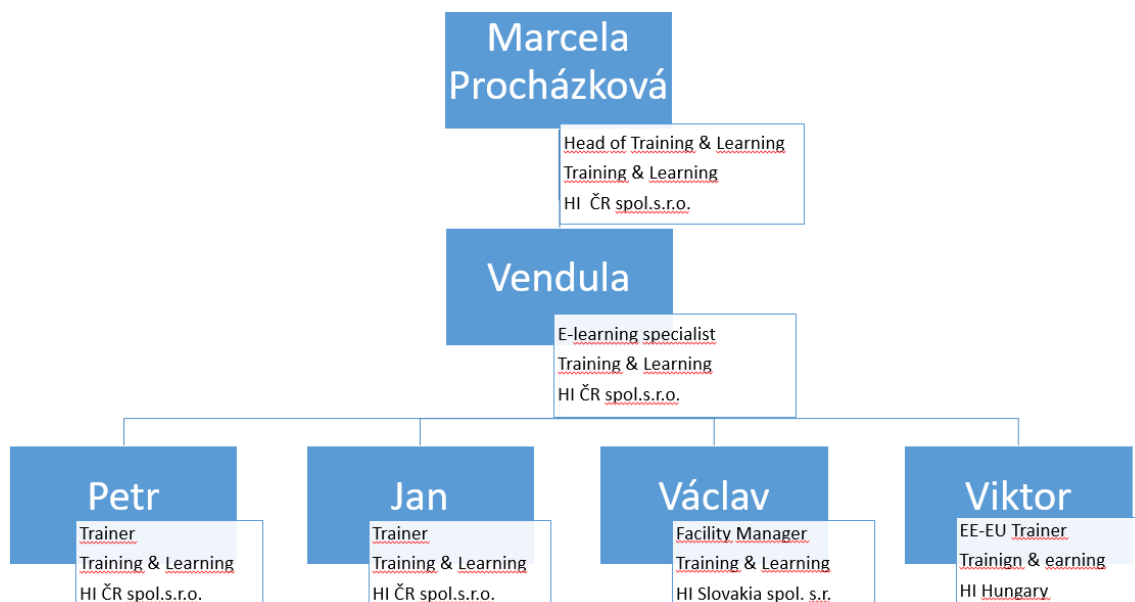 Marcela
Procházková
Head of Training & Learning
Training & Learning
HI ČR spol.s.r.o.
Vendula
E-learning specialist
Training & Learning
HI ČR spol.s.r.o.
Petr
Trainer
Training & Learning
HI ČR spol.s.r.o.
Jan
Trainer
Training & Learning
HI ČR spol.s.r.o.
Václav
Facility Manager
Training & Learning
HI Slovakia spol. s.r.
Viktor
EE-EU Trainer
Trainign & earning
HI Hungary